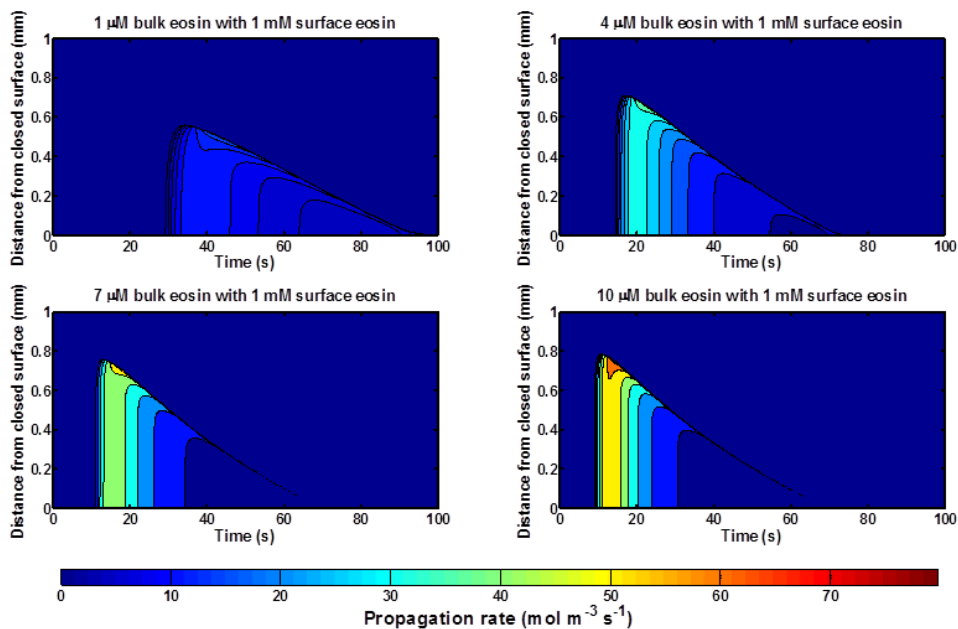 1 µM bulk eosin with 1 mM surface eosin
Distance from closed surface (mm)
1
0.8
0.6
0.4
0.2
0
0 20 40 60 80 100
Time (s)
4 µM bulk eosin with 1 mM surface eosin
Distance from closed surface (mm)
1
0.8
0.6
0.4
0.2
0
0 20 40 60 80 100
Time (s)
7 µM bulk eosin with 1 mM surface eosin
Distance from closed surface (mm)
1
0.8
0.6
0.4
0.2
0
0 20 40 60 80 100
Time (s)
10 µM bulk eosin with 1 mM surface eosin
Distance from closed surface (mm)
1
0.8
0.6
0.4
0.2
0
0 20 40 60 80 100
Time (s)
0 10 20 30 40 50 60 70
Propagation rate (mol m⁻³ s⁻¹)